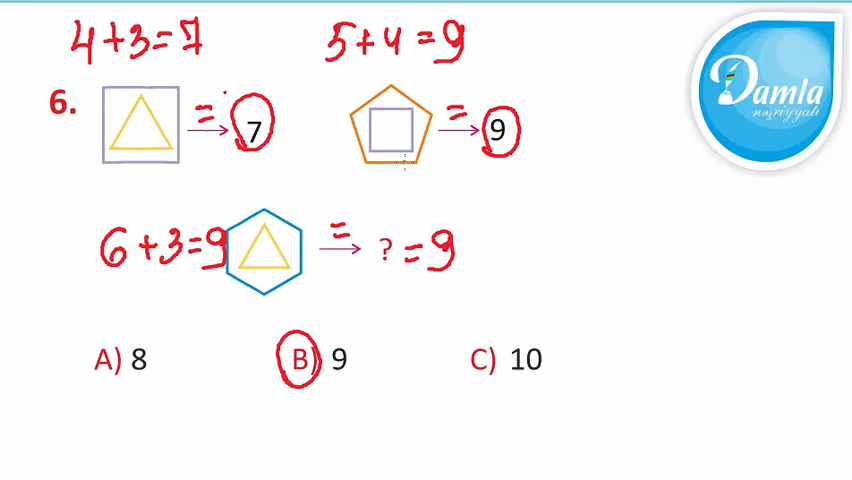 4+3=7 5+4=9
6. = 7 = 9
Damla
nəşriyyatı
6+3=9 = ? =9
A) 8 B) 9 C) 10